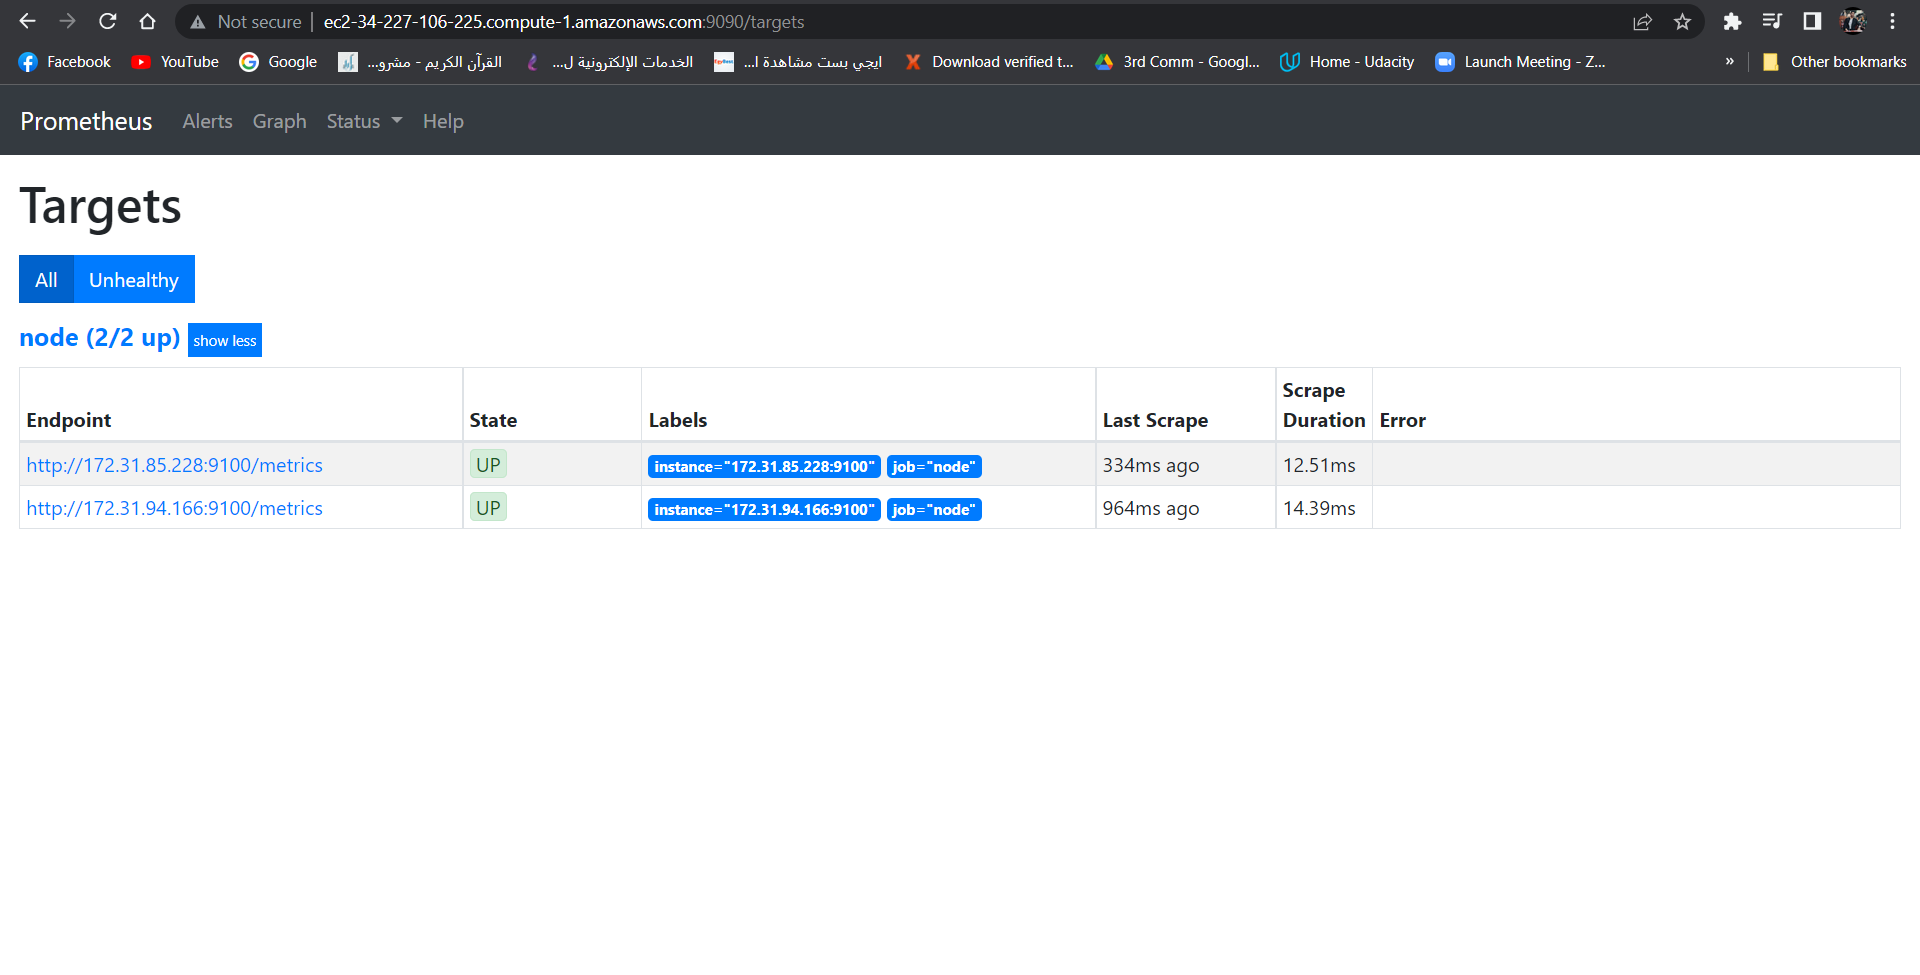 Not secure | ec2-34-227-106-225.compute-1.amazonaws.com:9090/targets
Facebook YouTube Google القرآن الكريم - مشرو... الخدمات الإلكترونية ل... ايجي بست مشاهدة ا... Download verified t... 3rd Comm - Googl... Home - Udacity Launch Meeting - Z... » Other bookmarks
Prometheus Alerts Graph Status Help
Targets
All Unhealthy
node (2/2 up) show less
Endpoint State Labels Last Scrape Scrape Duration Error
http://172.31.85.228:9100/metrics UP instance="172.31.85.228:9100" job="node" 334ms ago 12.51ms
http://172.31.94.166:9100/metrics UP instance="172.31.94.166:9100" job="node" 964ms ago 14.39ms